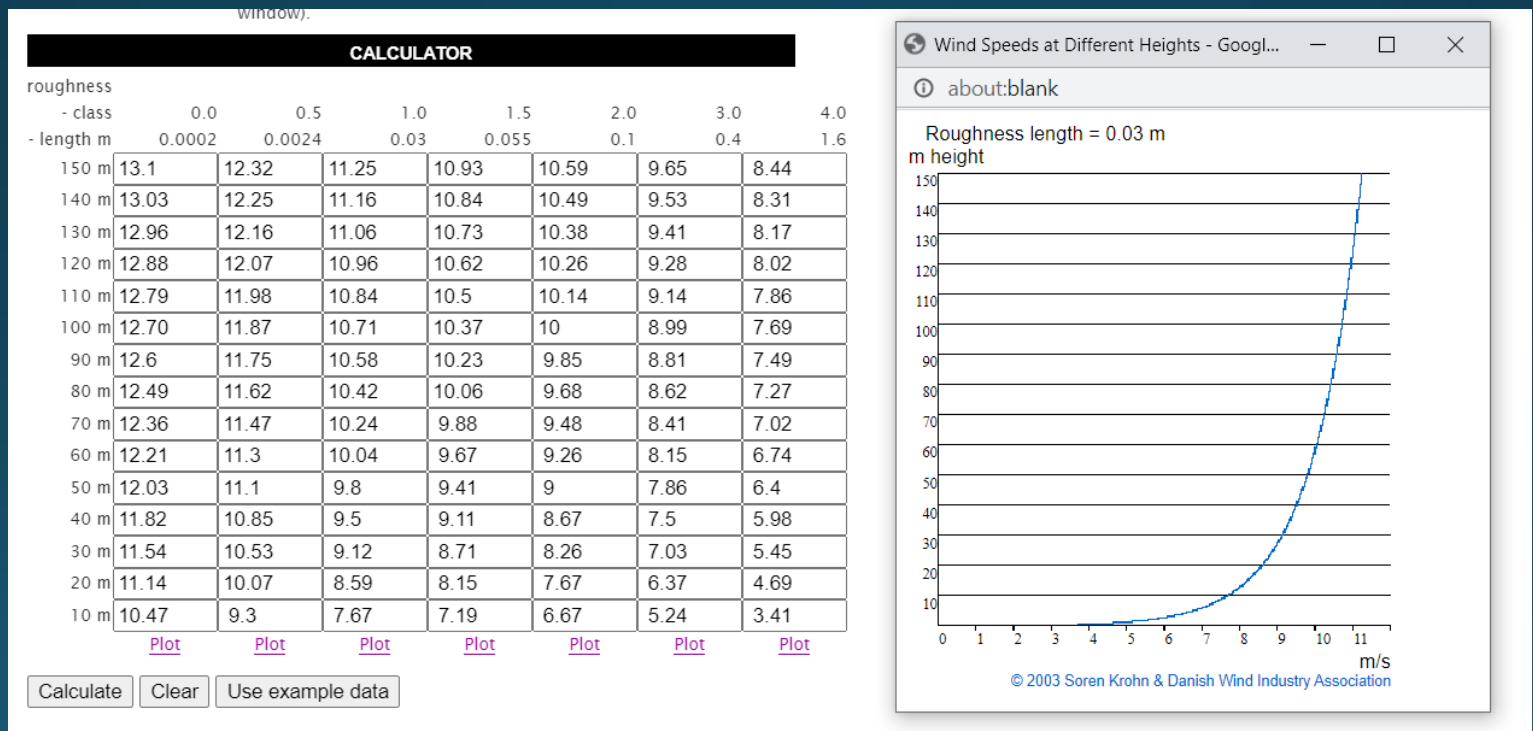 window).
CALCULATOR
roughness
- class 0.0 0.5 1.0 1.5 2.0 3.0 4.0
- length m 0.0002 0.0024 0.03 0.055 0.1 0.4 1.6
150 m 13.1 12.32 11.25 10.93 10.59 9.65 8.44
140 m 13.03 12.25 11.16 10.84 10.49 9.53 8.31
130 m 12.96 12.16 11.06 10.73 10.38 9.41 8.17
120 m 12.88 12.07 10.96 10.62 10.26 9.28 8.02
110 m 12.79 11.98 10.84 10.5 10.14 9.14 7.86
100 m 12.70 11.87 10.71 10.37 10 8.99 7.69
90 m 12.6 11.75 10.58 10.23 9.85 8.81 7.49
80 m 12.49 11.62 10.42 10.06 9.68 8.62 7.27
70 m 12.36 11.47 10.24 9.88 9.48 8.41 7.02
60 m 12.21 11.3 10.04 9.67 9.26 8.15 6.74
50 m 12.03 11.1 9.8 9.41 9 7.86 6.4
40 m 11.82 10.85 9.5 9.11 8.67 7.5 5.98
30 m 11.54 10.53 9.12 8.71 8.26 7.03 5.45
20 m 11.14 10.07 8.59 8.15 7.67 6.37 4.69
10 m 10.47 9.3 7.67 7.19 6.67 5.24 3.41
Plot Plot Plot Plot Plot Plot Plot
Calculate Clear Use example data
Wind Speeds at Different Heights - Googl...
about:blank
Roughness length = 0.03 m
m height
150
140
130
120
110
100
90
80
70
60
50
40
30
20
10
0 1 2 3 4 5 6 7 8 9 10 11
m/s
© 2003 Soren Krohn & Danish Wind Industry Association